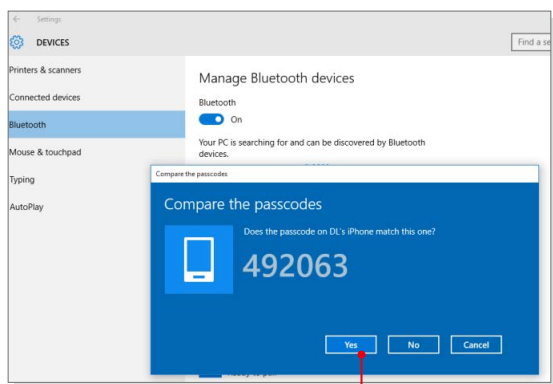 Settings
DEVICES
Find a se
Printers & scanners
Connected devices
Bluetooth
Mouse & touchpad
Typing
AutoPlay
Manage Bluetooth devices
Bluetooth
On
Your PC is searching for and can be discovered by Bluetooth
devices.
Compare the passcodes
Compare the passcodes
Does the passcode on DL's iPhone match this one?
492063
Yes No Cancel